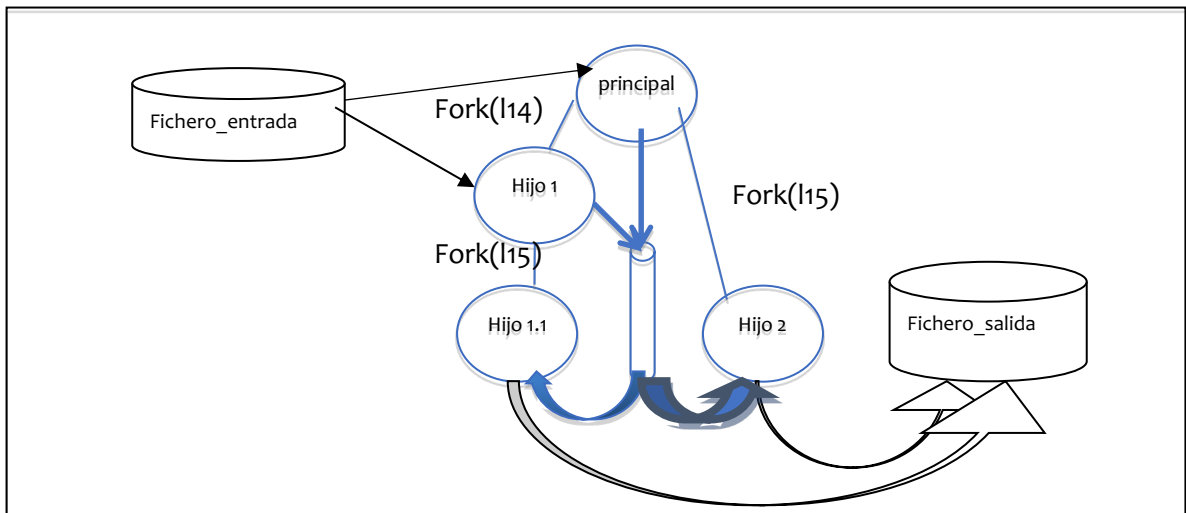 principal
Fork(l14)
Fichero_entrada
Hijo 1
Fork(l15)
Fork(l15)
Hijo 1.1
Hijo 2
Fichero_salida